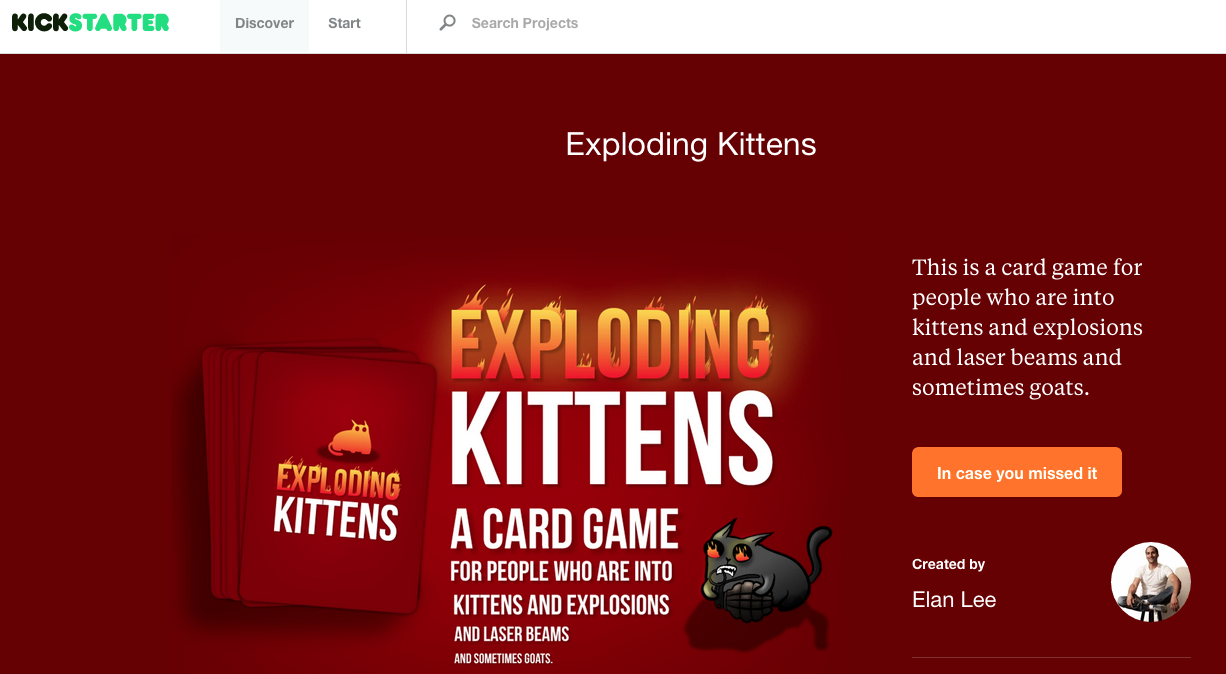 KICKSTARTER
Discover
Start
Search Projects
Exploding Kittens
EXPLODING
KITTENS
EXPLODING
KITTENS
A CARD GAME
FOR PEOPLE WHO ARE INTO
KITTENS AND EXPLOSIONS
AND LASER BEAMS
AND SOMETIMES GOATS.
This is a card game for
people who are into
kittens and explosions
and laser beams and
sometimes goats.
In case you missed it
Created by
Elan Lee